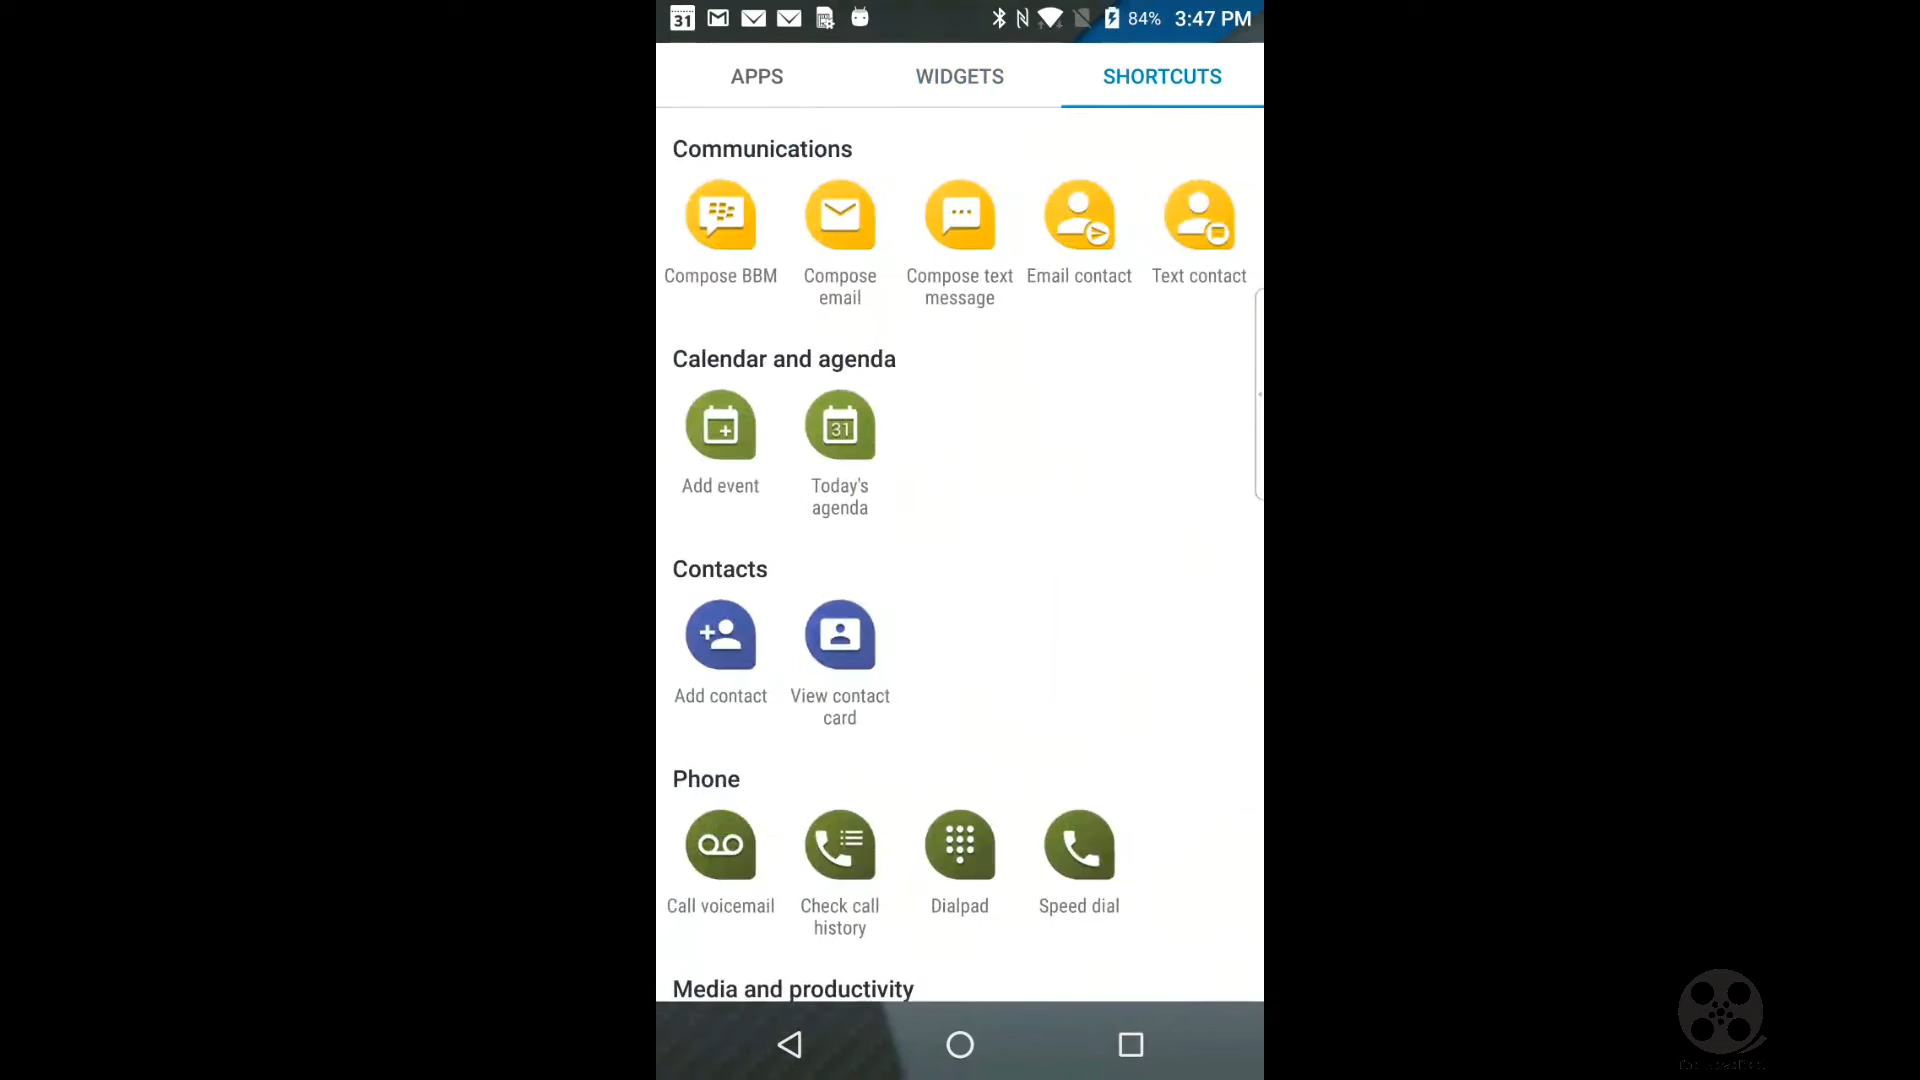 31
84% 3:47 PM
APPS WIDGETS SHORTCUTS
Communications
Compose BBM
Compose
email
Compose text
message
Email contact
Text contact
Calendar and agenda
31
Add event
Today's
agenda
Contacts
Add contact
View contact
card
Phone
Call voicemail
Check call
history
Dialpad
Speed dial
Media and productivity